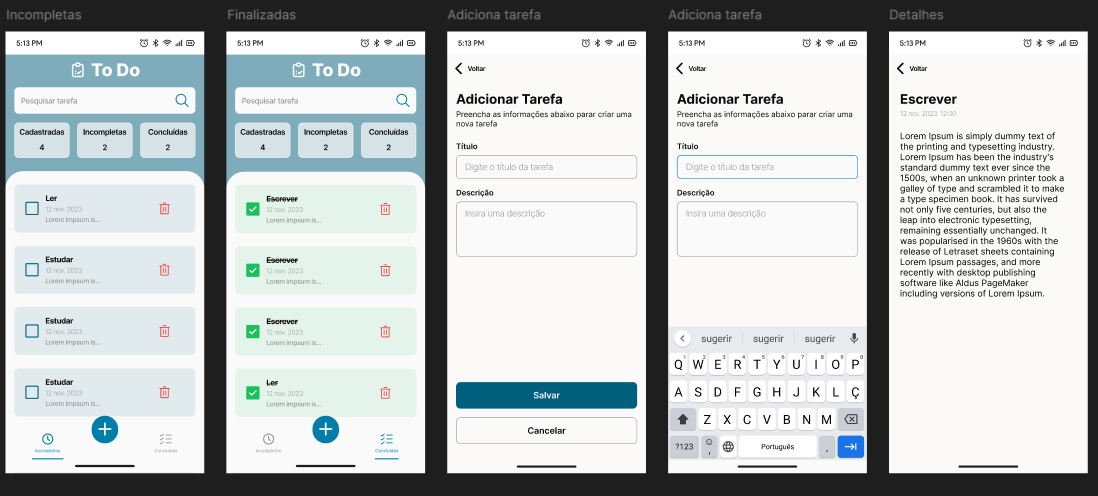 Incompletas
5:13 PM
To Do
Pesquisar tarefa
Cadastradas
4
Incompletas
2
Concluídas
2
Ler
12 nov. 2023
Lorem impsum is...
Estudar
12 nov. 2023
Lorem impsum is...
Estudar
12 nov. 2023
Lorem impsum is...
Estudar
12 nov. 2023
Lorem impsum is...
Incompletas
Concluídas
Finalizadas
5:13 PM
To Do
Pesquisar tarefa
Cadastradas
4
Incompletas
2
Concluídas
2
Escrever
12 nov. 2023
Lorem impsum is...
Escrever
12 nov. 2023
Lorem impsum is...
Escrever
12 nov. 2023
Lorem impsum is...
Ler
12 nov. 2023
Lorem impsum is...
Incompletas
Concluídas
Adiciona tarefa
5:13 PM
Voltar
Adicionar Tarefa
Preencha as informações abaixo parar criar uma
nova tarefa
Título
Digite o título da tarefa
Descrição
Insira uma descrição
Salvar
Cancelar
Adiciona tarefa
5:13 PM
Voltar
Adicionar Tarefa
Preencha as informações abaixo parar criar uma
nova tarefa
Título
Digite o título da tarefa
Descrição
Insira uma descrição
sugerir sugerir sugerir
1 2 3 4 5 6 7 8 9 0
Q W E R T Y U I O P
A S D F G H J K L Ç
Z X C V B N M
?123 , Português .
Detalhes
5:13 PM
Voltar
Escrever
12 nov. 2023 12:00
Lorem Ipsum is simply dummy text of
the printing and typesetting industry.
Lorem Ipsum has been the industry's
standard dummy text ever since the
1500s, when an unknown printer took a
galley of type and scrambled it to make
a type specimen book. It has survived
not only five centuries, but also the
leap into electronic typesetting,
remaining essentially unchanged. It
was popularised in the 1960s with the
release of Letraset sheets containing
Lorem Ipsum passages, and more
recently with desktop publishing
software like Aldus PageMaker
including versions of Lorem Ipsum.